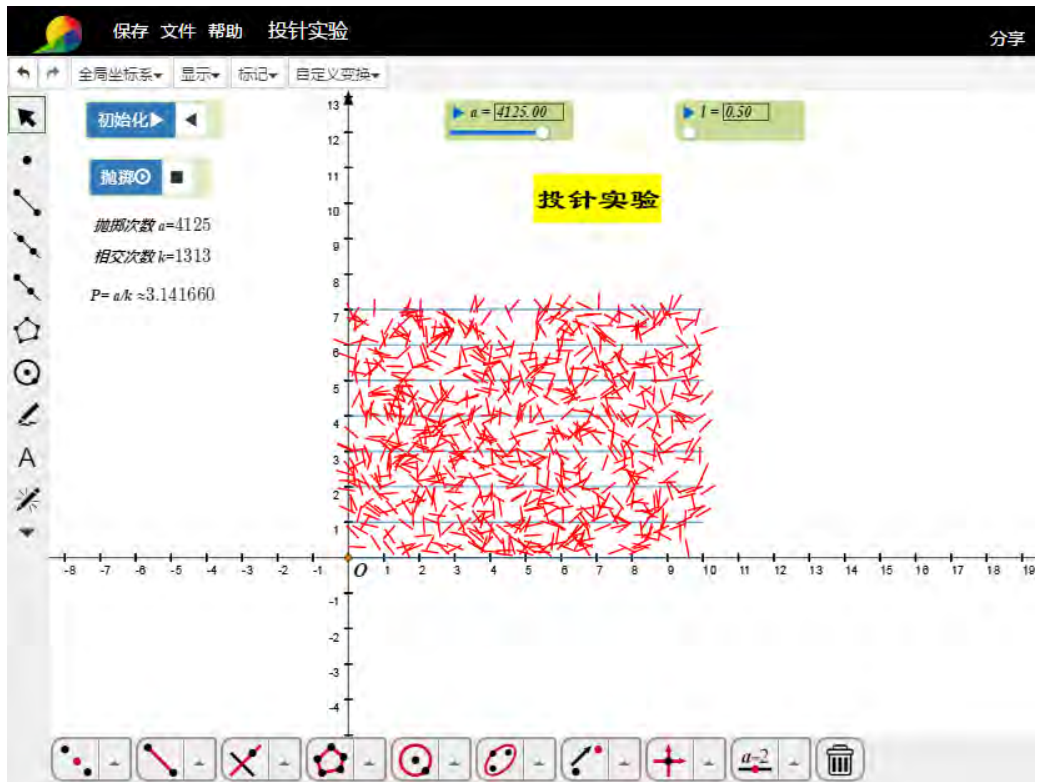 保存 文件 帮助 投针实验
分享
全局坐标系▾ 显示▾ 标记▾ 自定义变换▾
初始化
a = 4125.00
l = 0.50
抛掷
投针实验
抛掷次数 a=4125
相交次数 k=1313
P= a/k ≈3.141660
13
12
11
10
9
8
7
6
5
4
3
2
1
-8 -7 -6 -5 -4 -3 -2 -1 O 1 2 3 4 5 6 7 8 9 10 11 12 13 14 15 16 17 18 19
-1
-2
-3
-4
A
a=2